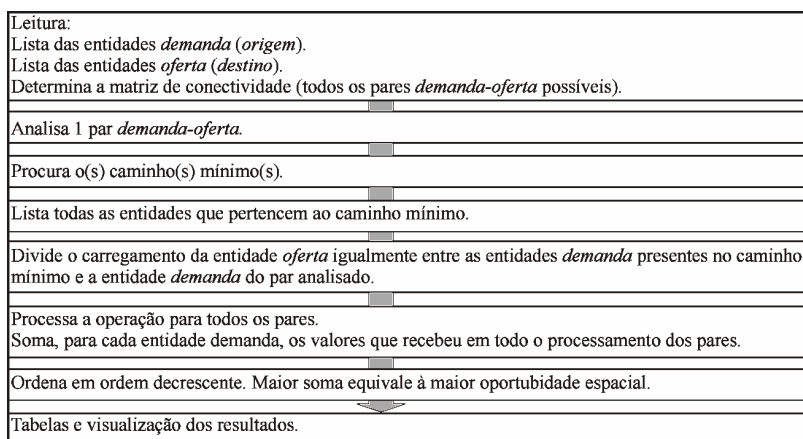 Leitura:
Lista das entidades demanda (origem).
Lista das entidades oferta (destino).
Determina a matriz de conectividade (todos os pares demanda-oferta possíveis).
Analisa 1 par demanda-oferta.
Procura o(s) caminho(s) mínimo(s).
Lista todas as entidades que pertencem ao caminho mínimo.
Divide o carregamento da entidade oferta igualmente entre as entidades demanda presentes no caminho
mínimo e a entidade demanda do par analisado.
Processa a operação para todos os pares.
Soma, para cada entidade demanda, os valores que recebeu em todo o processamento dos pares.
Ordena em ordem decrescente. Maior soma equivale à maior oportubidade espacial.
Tabelas e visualização dos resultados.